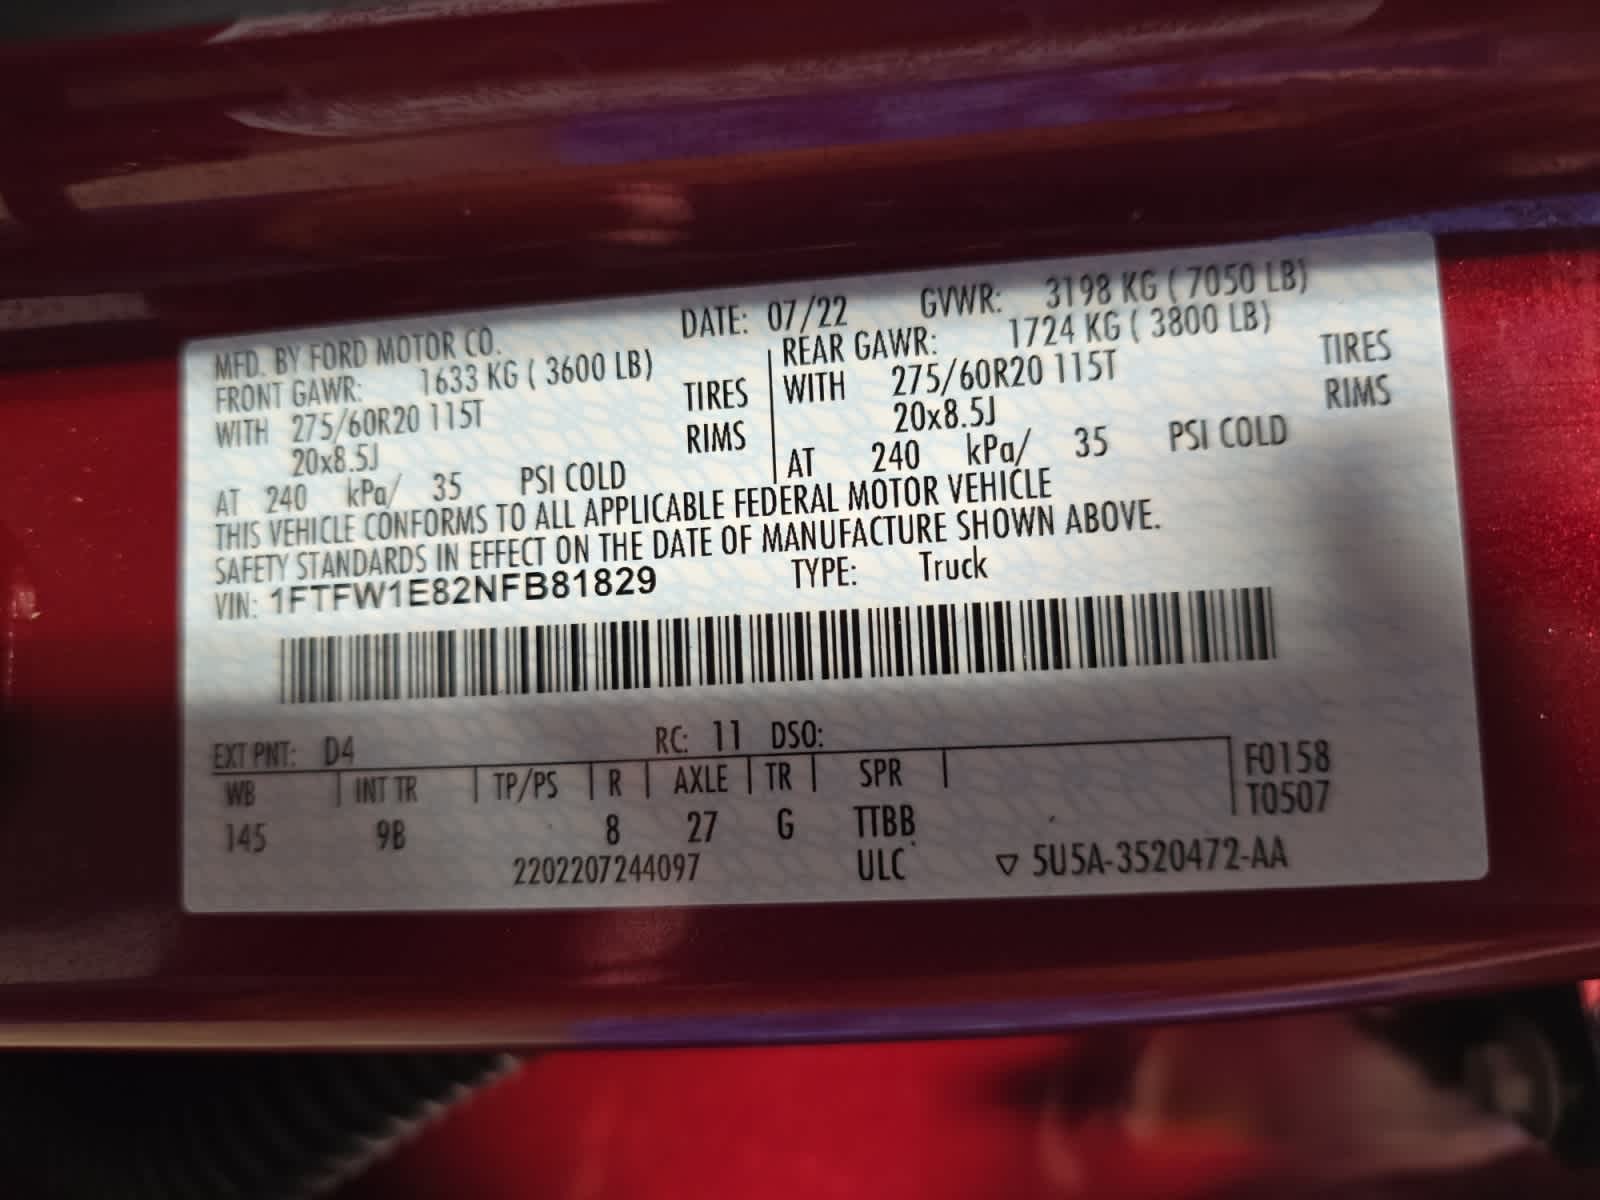 MFD. BY FORD MOTOR CO. DATE: 07/22 GVWR: 3198 KG ( 7050 LB)
FRONT GAWR: 1633 KG ( 3600 LB) REAR GAWR: 1724 KG ( 3800 LB)
WITH 275/60R20 115T TIRES WITH 275/60R20 115T TIRES
20x8.5J RIMS 20x8.5J RIMS
AT 240 kPa/ 35 PSI COLD AT 240 kPa/ 35 PSI COLD
THIS VEHICLE CONFORMS TO ALL APPLICABLE FEDERAL MOTOR VEHICLE
SAFETY STANDARDS IN EFFECT ON THE DATE OF MANUFACTURE SHOWN ABOVE.
VIN: 1FTFW1E82NFB81829 TYPE: Truck
EXT PNT: D4 RC: 11 DSO:
WB INT TR TP/PS R AXLE TR SPR F0158
T0507
145 9B 8 27 G TTBB
2202207244097 ULC ▽ 5U5A-3520472-AA